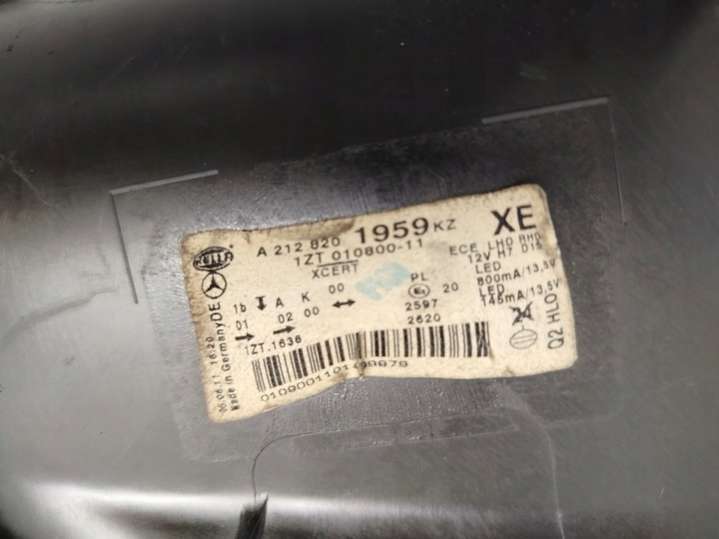 HELLA
A 212 820 1959 KZ XE
1ZT 010800-11
XCERT
ECE LHD RHD
12V H7 D1S
LED
800mA/13,5V
LED
145mA/13,5V
1b A K 00 PL
E1 20
01 02 00 2597
2620
24
1ZT.1636
Q2 HLO
Made in Germany DE